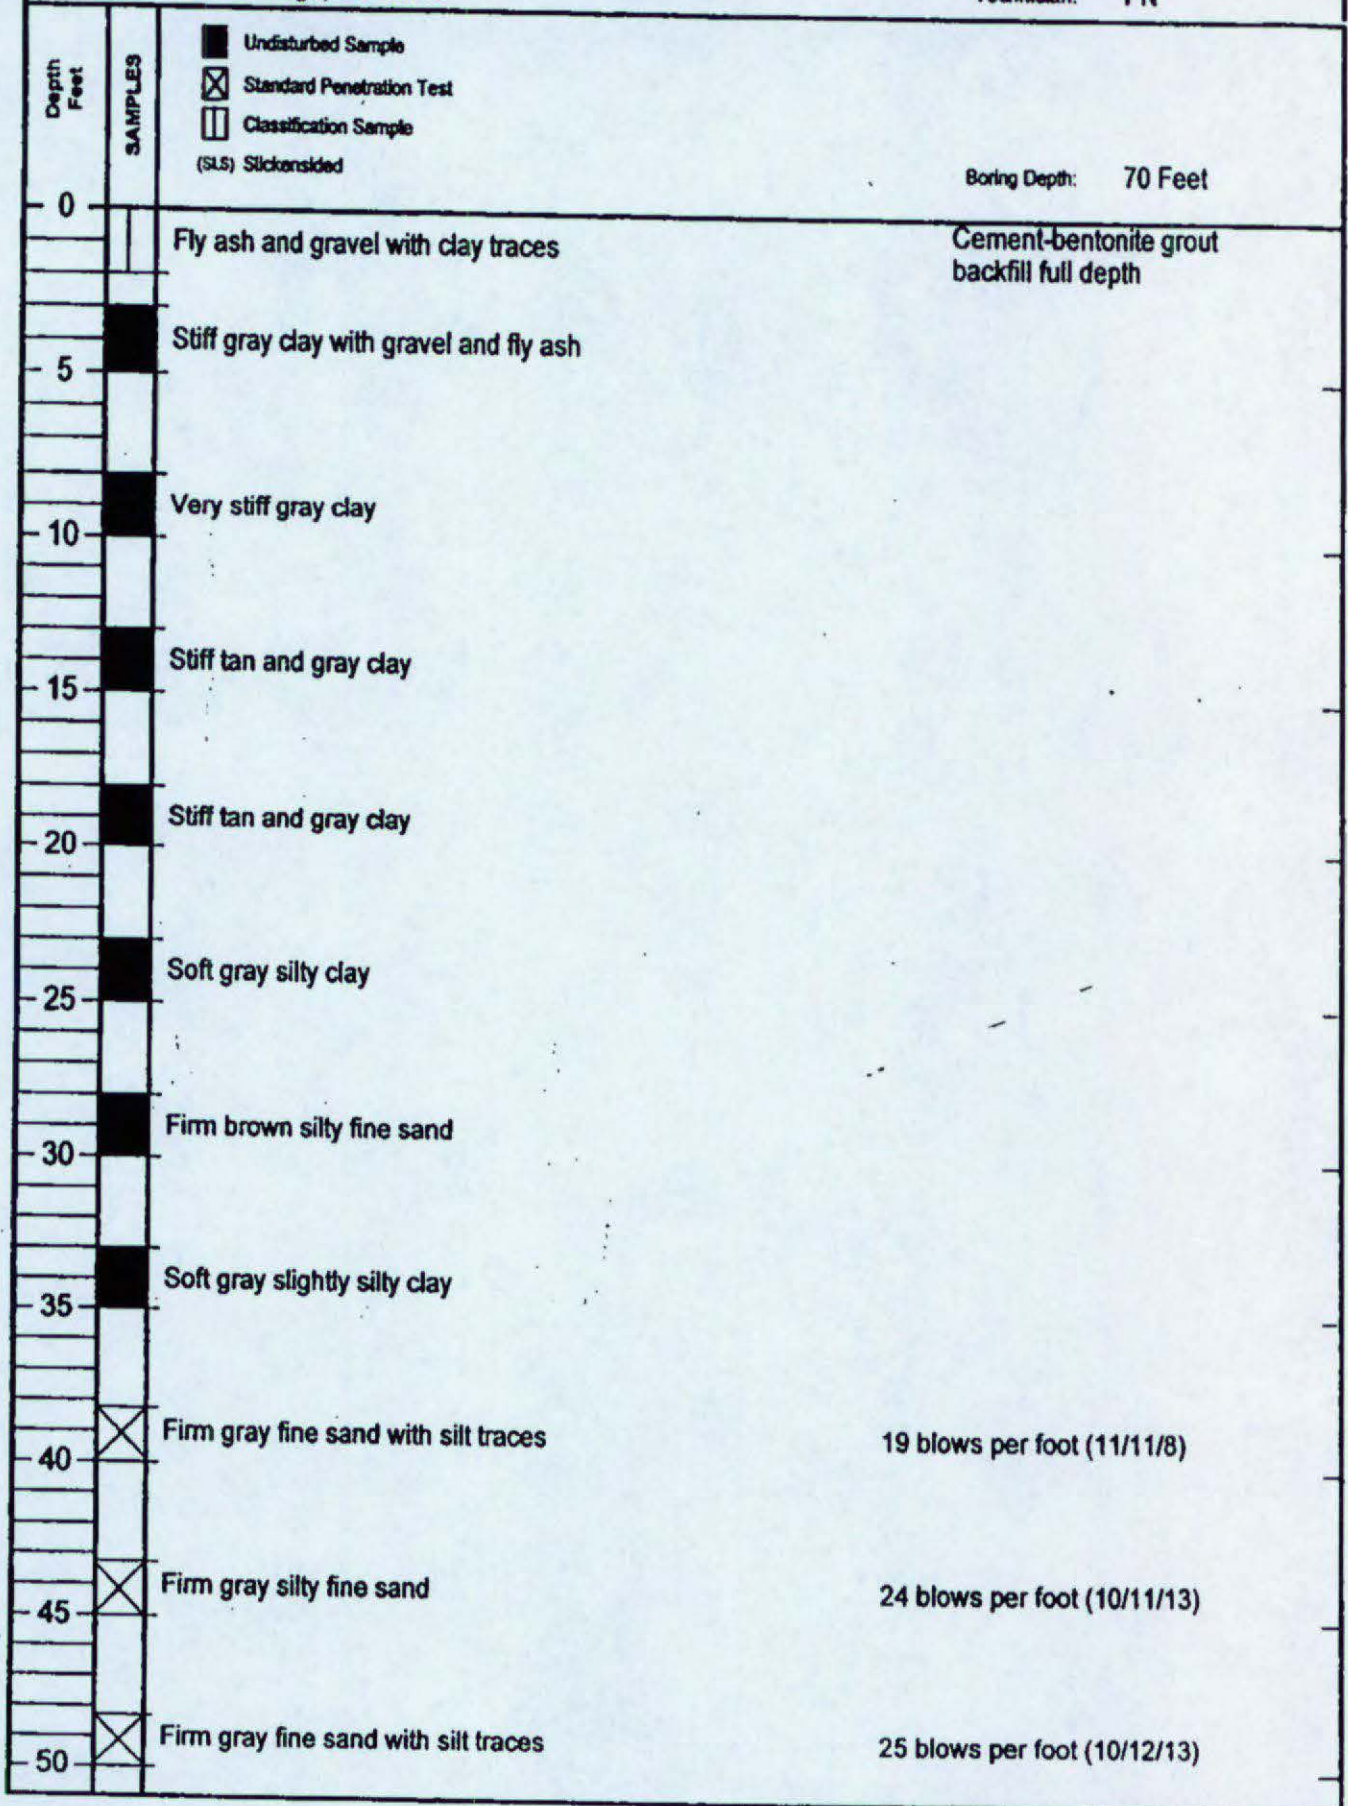 Depth
Feet
SAMPLES
Undisturbed Sample
Standard Penetration Test
Classification Sample
(SLS) Slickensided
Boring Depth: 70 Feet
0
Fly ash and gravel with clay traces
Cement-bentonite grout
backfill full depth
Stiff gray clay with gravel and fly ash
5
Very stiff gray clay
10
Stiff tan and gray clay
15
Stiff tan and gray clay
20
Soft gray silty clay
25
Firm brown silty fine sand
30
Soft gray slightly silty clay
35
Firm gray fine sand with silt traces 19 blows per foot (11/11/8)
40
Firm gray silty fine sand 24 blows per foot (10/11/13)
45
Firm gray fine sand with silt traces 25 blows per foot (10/12/13)
50